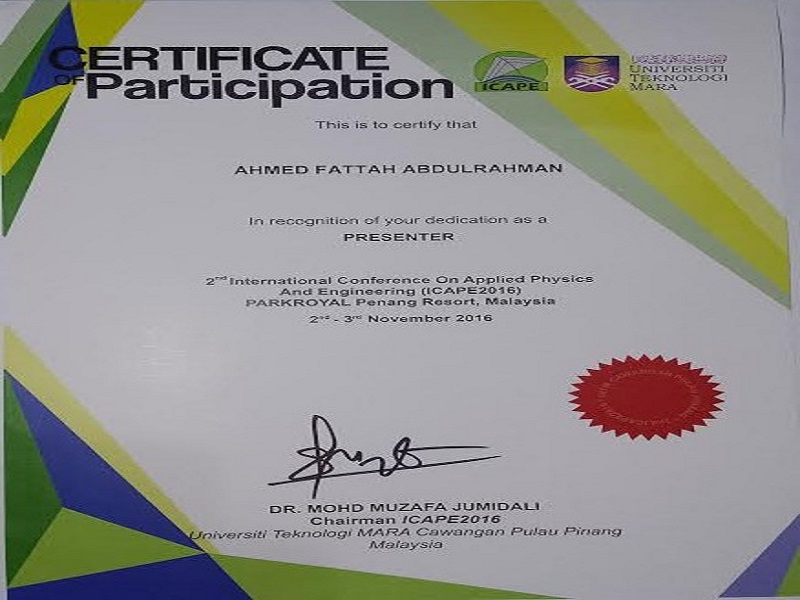 CERTIFICATE
OF Participation
ICAPE
UNIVERSITI
TEKNOLOGI
MARA
This is to certify that
AHMED FATTAH ABDULRAHMAN
In recognition of your dedication as a
PRESENTER
2nd International Conference On Applied Physics
And Engineering (ICAPE2016)
PARKROYAL Penang Resort, Malaysia
2nd - 3rd November 2016
DR. MOHD MUZAFA JUMIDALI
Chairman ICAPE2016
Universiti Teknologi MARA Cawangan Pulau Pinang
Malaysia